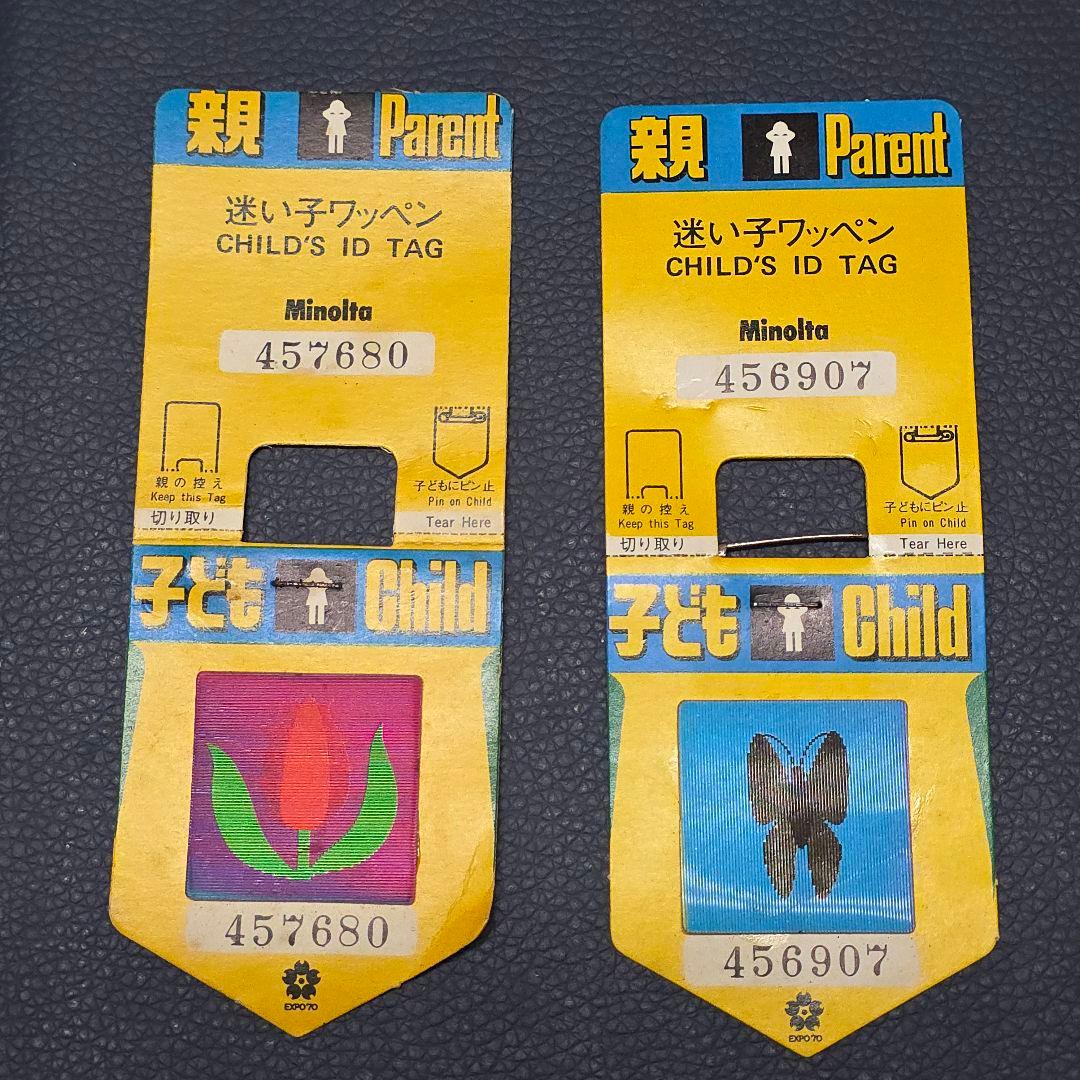 親 Parent
迷い子ワッペン
CHILD'S ID TAG
Minolta
457680
親の控え
Keep this Tag
子どもにピン止
Pin on Child
切り取り
Tear Here
子ども Child
457680
EXPO'70
親 Parent
迷い子ワッペン
CHILD'S ID TAG
Minolta
456907
親の控え
Keep this Tag
子どもにピン止
Pin on Child
切り取り
Tear Here
子ども Child
456907
EXPO'70